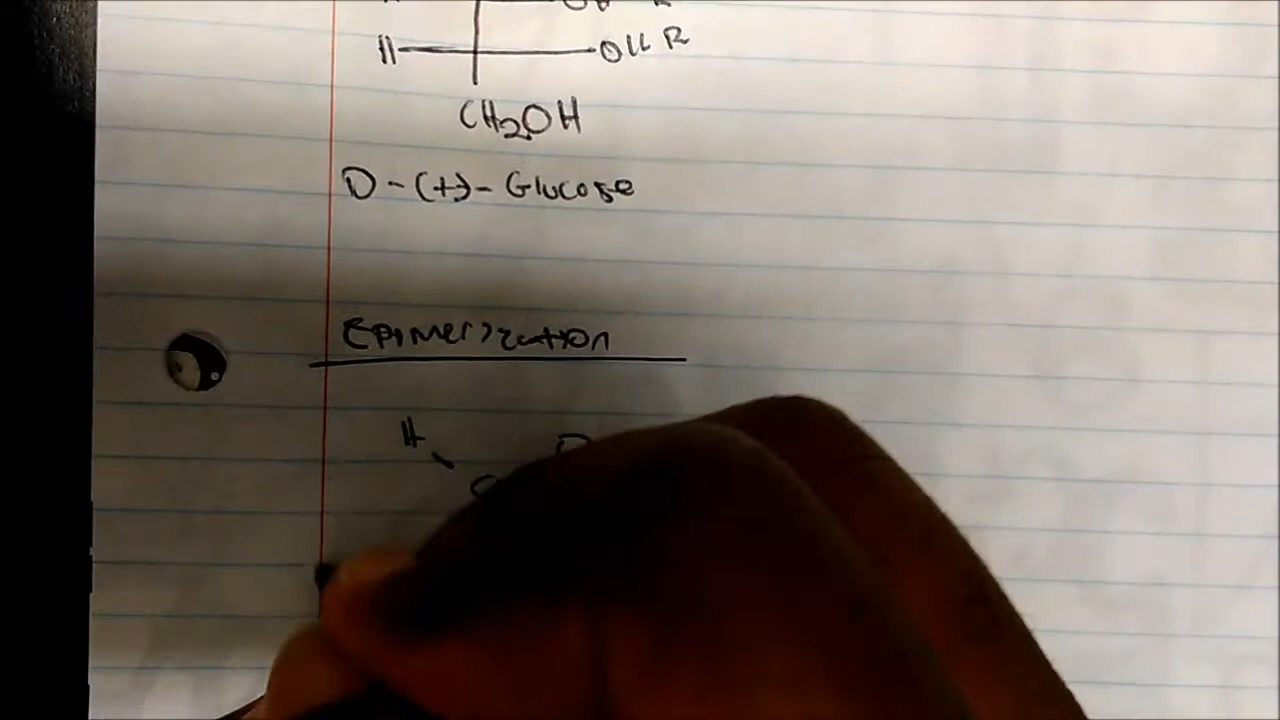 H OH R
CH2OH
D-(+)-Glucose
Epimerization
H
C